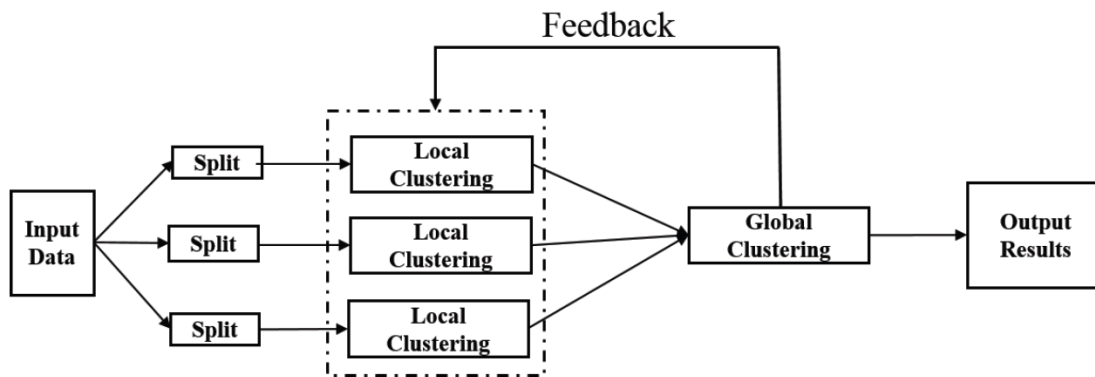 Feedback
Input
Data
Split
Split
Split
Local
Clustering
Local
Clustering
Local
Clustering
Global
Clustering
Output
Results